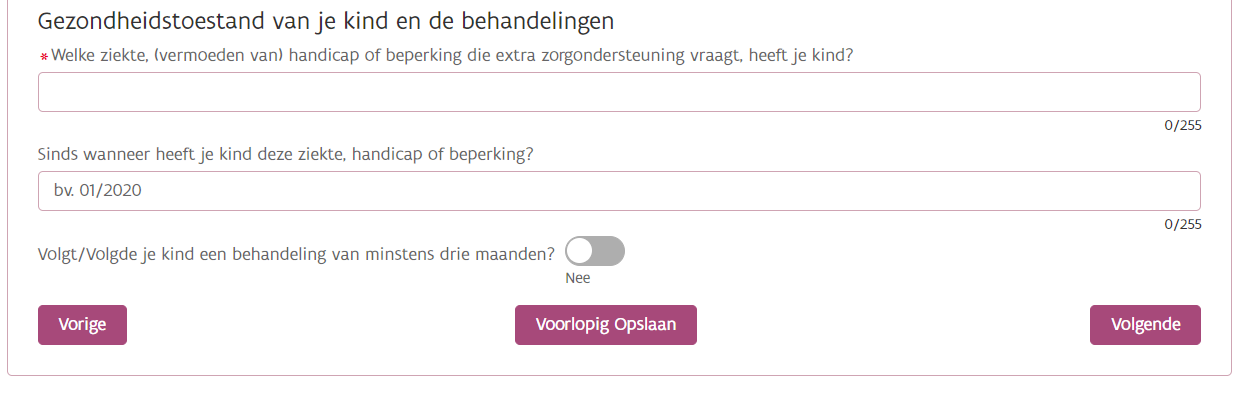 Gezondheidstoestand van je kind en de behandelingen
*Welke ziekte, (vermoeden van) handicap of beperking die extra zorgondersteuning vraagt, heeft je kind?
0/255
Sinds wanneer heeft je kind deze ziekte, handicap of beperking?
bv. 01/2020
0/255
Volgt/Volgde je kind een behandeling van minstens drie maanden?
Nee
Vorige
Voorlopig Opslaan
Volgende